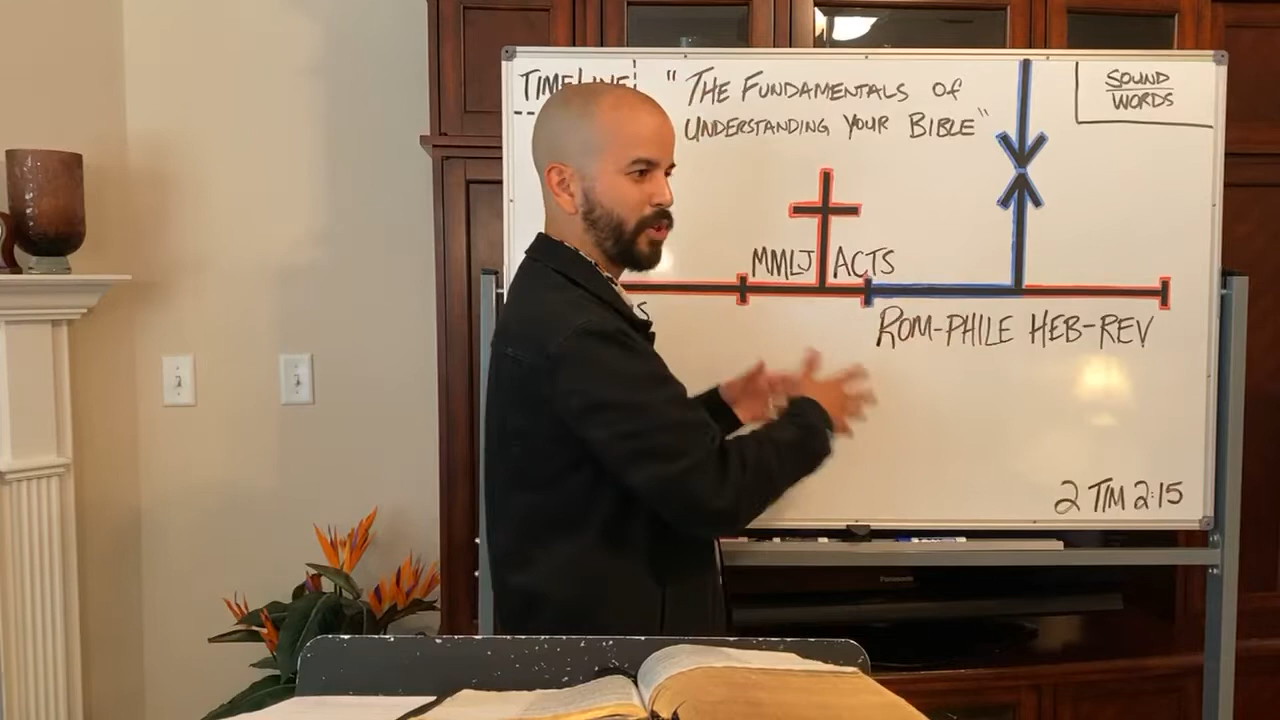 TIMELINE
"THE FUNDAMENTALS OF
UNDERSTANDING YOUR BIBLE"
SOUND
WORDS
MMLJ ACTS
S
ROM-PHILE HEB-REV
2 TIM 2:15
Panasonic